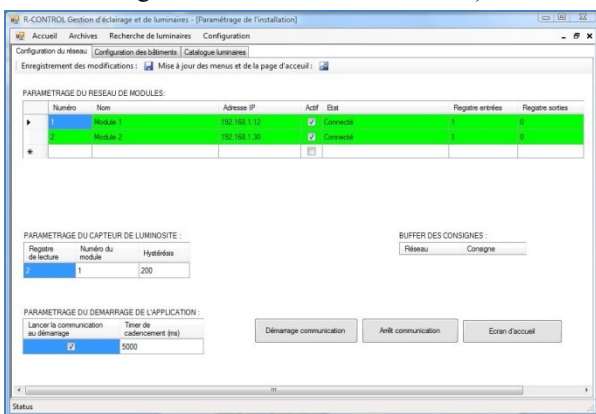 R-CONTROL Gestion d'éclairage et de luminaires - [Paramétrage de l'installation]
Accueil Archives Recherche de luminaires Configuration
Configuration du réseau Configuration des bâtiments Catalogue luminaires
Enregistrement des modifications : Mise à jour des menus et de la page d'acceuil :
PARAMETRAGE DU RESEAU DE MODULES:
Numéro Nom Adresse IP Actif Etat Registre entrées Registre sorties
1 Module 1 192.168.1.12 Connecté 1 0
2 Module 2 192.168.1.30 Connecté 1 0
PARAMETRAGE DU CAPTEUR DE LUMINOSITE :
BUFFER DES CONSIGNES :
Registre de lecture Numéro du module Hystérésis
Réseau Consigne
2 1 200
PARAMETRAGE DU DEMARRAGE DE L'APPLICATION :
Lancer la communication au démarrage Timer de cadencement (ms)
5000
Démarrage communication Arrêt communication Ecran d'accueil
Status